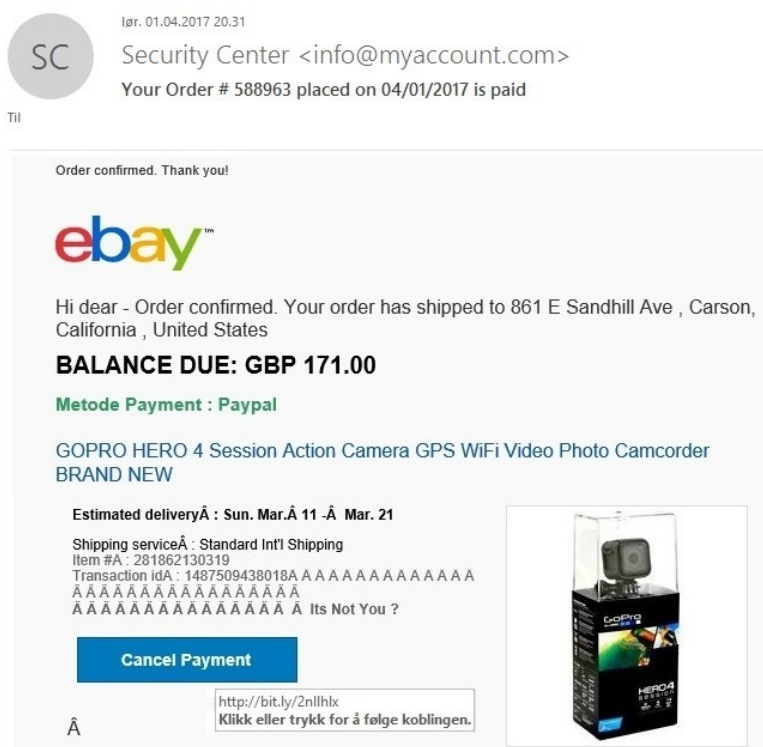 lør. 01.04.2017 20.31
SC
Security Center <info@myaccount.com>
Your Order # 588963 placed on 04/01/2017 is paid
Til
Order confirmed. Thank you!
ebay™
Hi dear - Order confirmed. Your order has shipped to 861 E Sandhill Ave , Carson,
California , United States
BALANCE DUE: GBP 171.00
Metode Payment : Paypal
GOPRO HERO 4 Session Action Camera GPS WiFi Video Photo Camcorder
BRAND NEW
Estimated deliveryÂ : Sun. Mar.Â 11 -Â Mar. 21
Shipping serviceÂ : Standard Int'l Shipping
Item #Â : 281862130319
Transaction idÂ : 1487509438018Â Â Â Â Â Â Â Â Â Â Â Â Â Â
Â Â Â Â Â Â Â Â Â Â Â Â Â Â Â Â
Â Â Â Â Â Â Â Â Â Â Â Â Â Â Â Â Its Not You ?
Cancel Payment
http://bit.ly/2nllhlx
Klikk eller trykk for å følge koblingen.
Â
GoPro
HERO4
SESSION